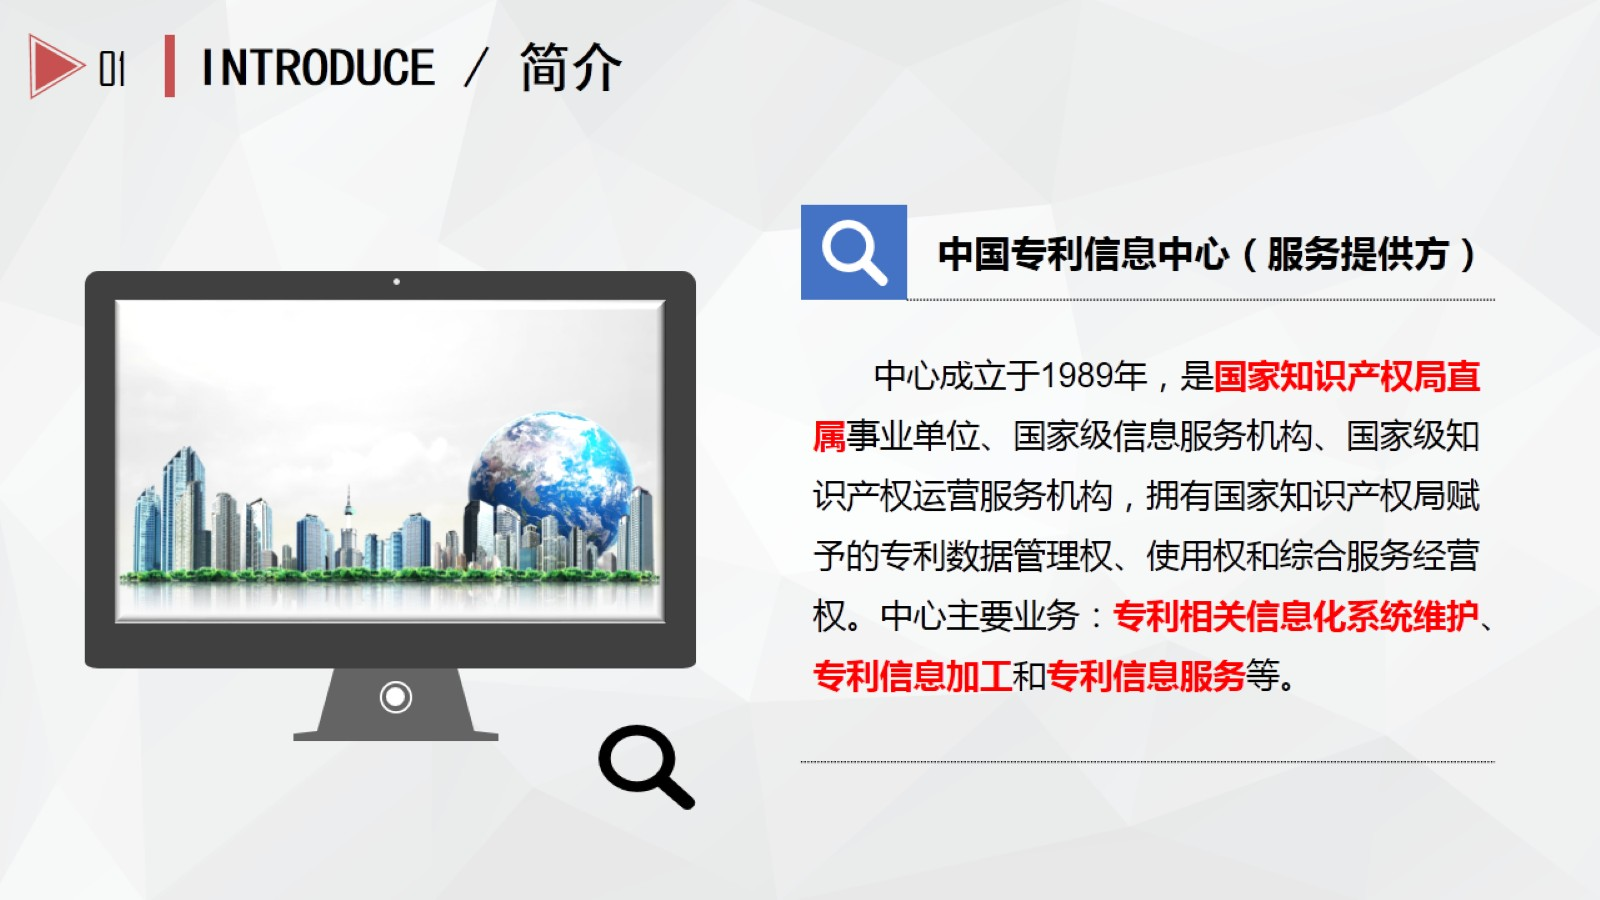 01 INTRODUCE / 简介
中国专利信息中心（服务提供方）
中心成立于1989年，是国家知识产权局直
属事业单位、国家级信息服务机构、国家级知
识产权运营服务机构，拥有国家知识产权局赋
予的专利数据管理权、使用权和综合服务经营
权。中心主要业务：专利相关信息化系统维护、
专利信息加工和专利信息服务等。